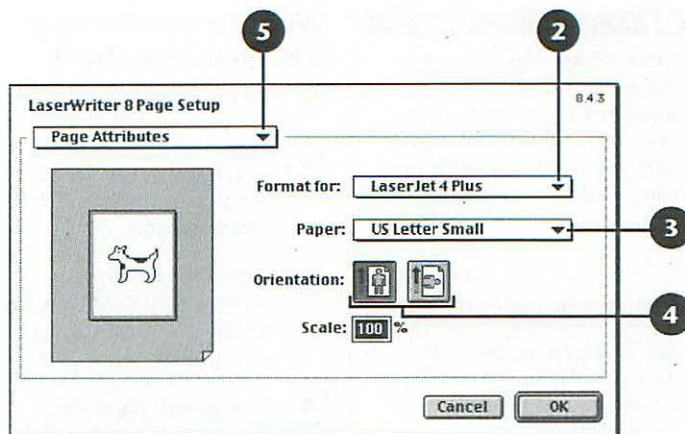 5
2
LaserWriter 8 Page Setup
8.4.3
Page Attributes
Format for: LaserJet 4 Plus
Paper: US Letter Small
3
Orientation:
4
Scale: 100 %
Cancel OK